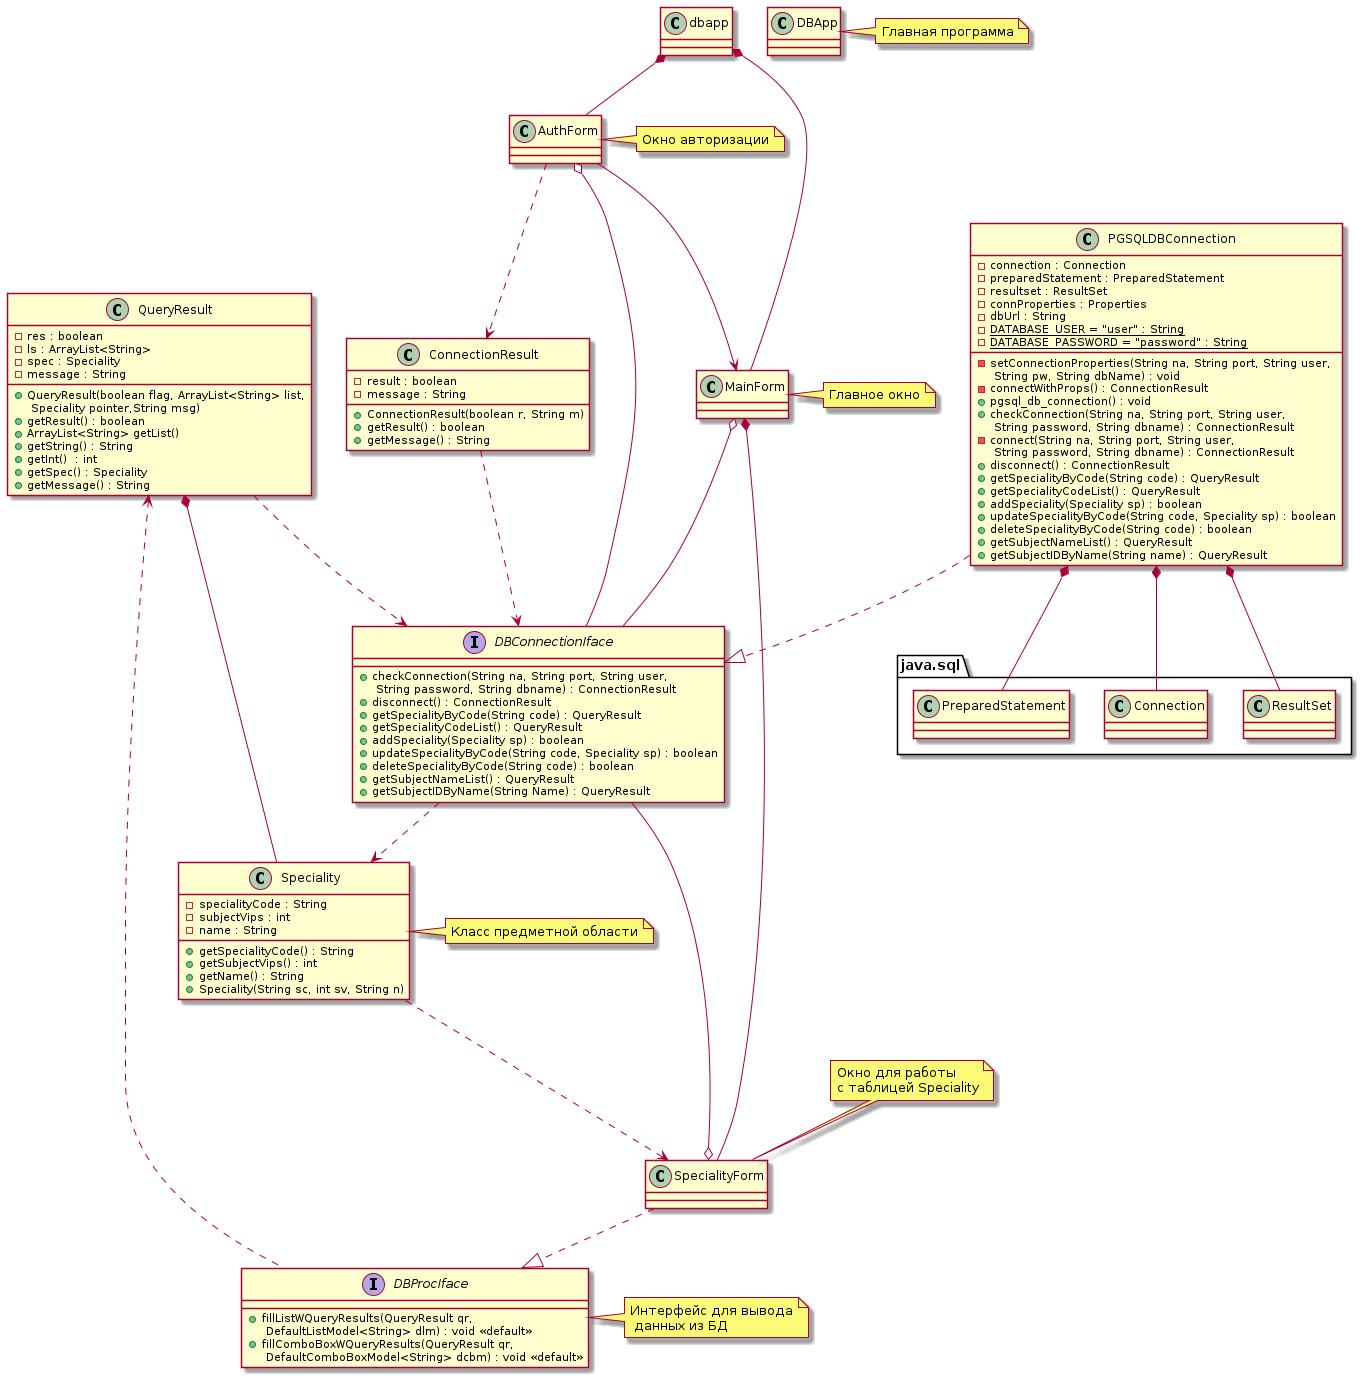 C dbapp
C DBApp
Главная программа
C AuthForm
Окно авторизации
C PGSQLDBConnection
connection : Connection
preparedStatement : PreparedStatement
resultset : ResultSet
connProperties : Properties
dbUrl : String
DATABASE_USER = "user" : String
DATABASE_PASSWORD = "password" : String
setConnectionProperties(String na, String port, String user,
String pw, String dbName) : void
connectWithProps() : ConnectionResult
pgsql_db_connection() : void
checkConnection(String na, String port, String user,
String password, String dbname) : ConnectionResult
connect(String na, String port, String user,
String password, String dbname) : ConnectionResult
disconnect() : ConnectionResult
getSpecialityByCode(String code) : QueryResult
getSpecialityCodeList() : QueryResult
addSpeciality(Speciality sp) : boolean
updateSpecialityByCode(String code, Speciality sp) : boolean
deleteSpecialityByCode(String code) : boolean
getSubjectNameList() : QueryResult
getSubjectIDByName(String name) : QueryResult
C QueryResult
res : boolean
ls : ArrayList<String>
spec : Speciality
message : String
QueryResult(boolean flag, ArrayList<String> list,
Speciality pointer,String msg)
getResult() : boolean
ArrayList<String> getList()
getString() : String
getInt()  : int
getSpec() : Speciality
getMessage() : String
C ConnectionResult
result : boolean
message : String
ConnectionResult(boolean r, String m)
getResult() : boolean
getMessage() : String
C MainForm
Главное окно
I DBConnectionIface
checkConnection(String na, String port, String user,
String password, String dbname) : ConnectionResult
disconnect() : ConnectionResult
getSpecialityByCode(String code) : QueryResult
getSpecialityCodeList() : QueryResult
addSpeciality(Speciality sp) : boolean
updateSpecialityByCode(String code, Speciality sp) : boolean
deleteSpecialityByCode(String code) : boolean
getSubjectNameList() : QueryResult
getSubjectIDByName(String Name) : QueryResult
java.sql
C PreparedStatement
C Connection
C ResultSet
C Speciality
specialityCode : String
subjectVips : int
name : String
getSpecialityCode() : String
getSubjectVips() : int
getName() : String
Speciality(String sc, int sv, String n)
Класс предметной области
Окно для работы
с таблицей Speciality
C SpecialityForm
I DBProcIface
fillListWQueryResults(QueryResult qr,
DefaultListModel<String> dlm) : void «default»
fillComboBoxWQueryResults(QueryResult qr,
DefaultComboBoxModel<String> dcbm) : void «default»
Интерфейс для вывода
данных из БД